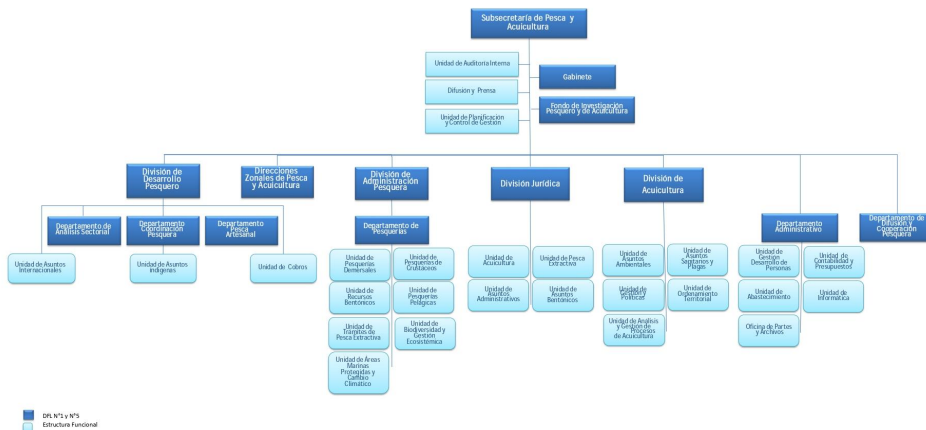 Subsecretaría de Pesca y
Acuicultura
Unidad de Auditoría Interna
Gabinete
Difusión y Prensa
Fondo de Investigación
Pesquero y de Acuicultura
Unidad de Planificación
y Control de Gestión
División de
Desarrollo
Pesquero
Direcciones
Zonales de Pesca
y Acuicultura
División de
Administración
Pesquera
División Jurídica
División de
Acuicultura
Departamento de
Análisis Sectorial
Departamento
Coordinación
Pesquera
Departamento
Pesca
Artesanal
Departamento de
Pesquerías
Departamento
Administrativo
Departamento de
Difusión y
Cooperación
Pesquera
Unidad de Asuntos
Internacionales
Unidad de Asuntos
Indígenas
Unidad de Cobros
Unidad de
Pesquerías
Demersales
Unidad de
Pesquerías de
Crustáceos
Unidad de
Recursos
Bentónicos
Unidad de
Pesquerías
Pelágicas
Unidad de
Trámites de
Pesca Extractiva
Unidad de
Biodiversidad y
Gestión
Ecosistémica
Unidad de Áreas
Marinas
Protegidas y
Cambio
Climático
Unidad de
Acuicultura
Unidad de Pesca
Extractiva
Unidad de
Asuntos
Administrativos
Unidad de
Asuntos
Bentónicos
Unidad de
Asuntos
Ambientales
Unidad de
Asuntos
Sanitarios y
Plagas
Unidad de
Gestión y
Políticas
Unidad de
Ordenamiento
Territorial
Unidad de Análisis
y Gestión de
Procesos
de Acuicultura
Unidad de
Gestión
Desarrollo de
Personas
Unidad de
Contabilidad y
Presupuestos
Unidad de
Abastecimiento
Unidad de
Informática
Oficina de Partes
y Archivos
DFL N°1 y N°5
Estructura Funcional